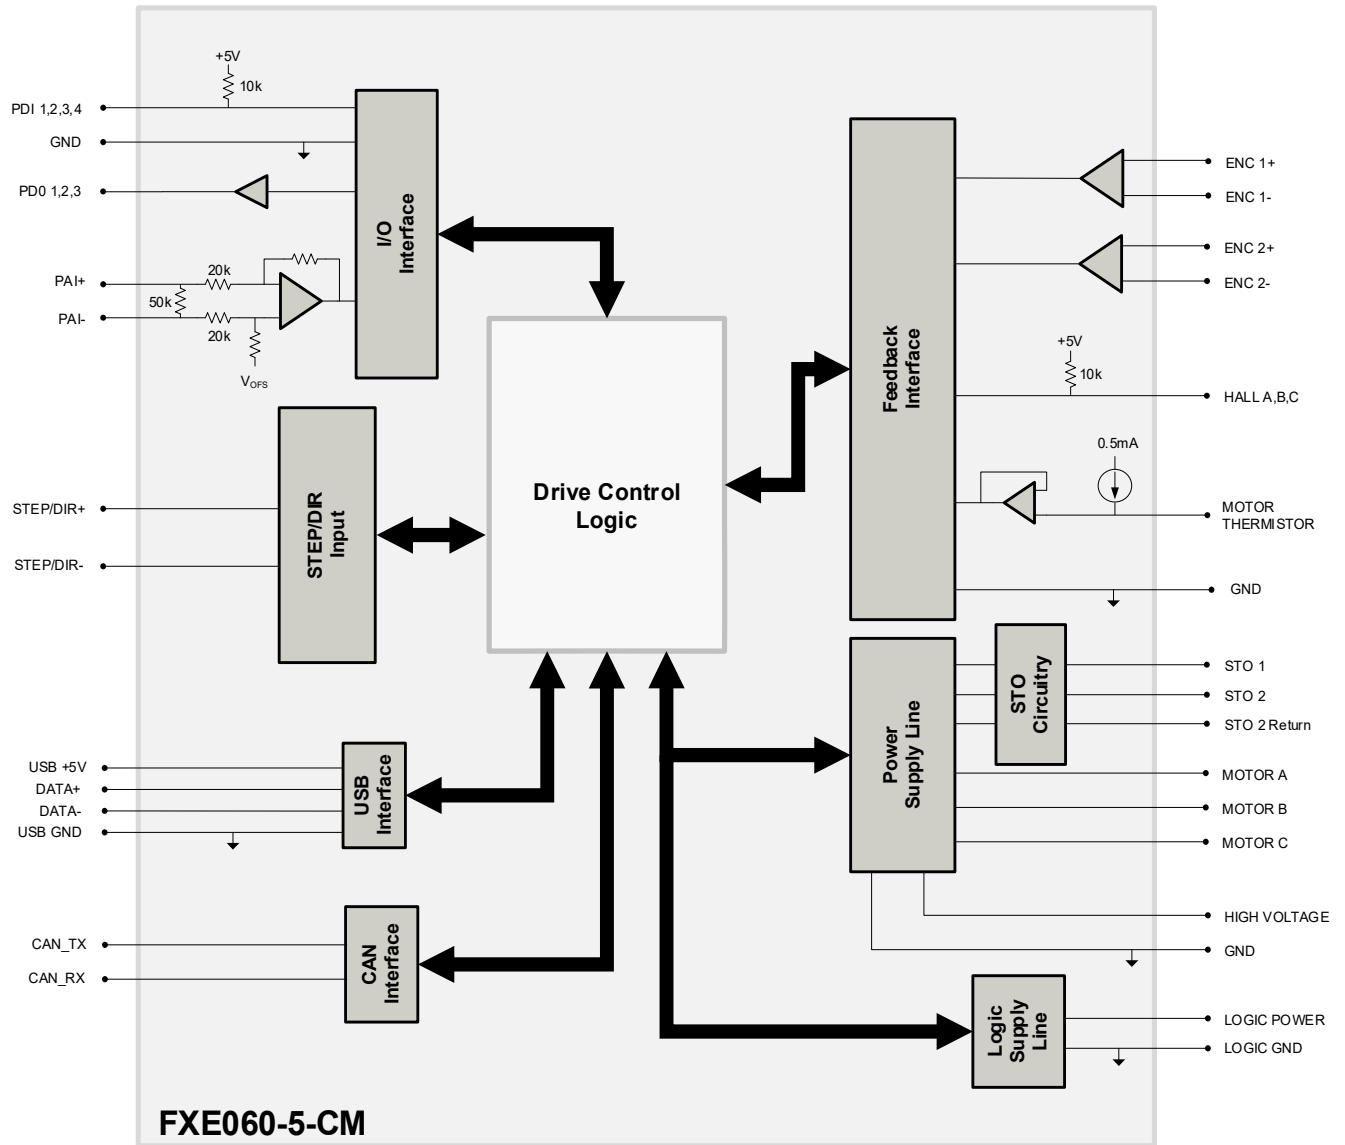 +5V
10k
PDI 1,2,3,4
GND
PD0 1,2,3
I/O
Interface
PAI+
20k
50k
PAI-
20k
VOFS
STEP/DIR+
STEP/DIR-
STEP/DIR
Input
Drive Control
Logic
USB +5V
DATA+
DATA-
USB GND
USB
Interface
CAN_TX
CAN_RX
CAN
Interface
Feedback
Interface
ENC 1+
ENC 1-
ENC 2+
ENC 2-
+5V
10k
HALL A,B,C
0.5mA
MOTOR
THERMISTOR
GND
Power
Supply Line
STO
Circuitry
STO 1
STO 2
STO 2 Return
MOTOR A
MOTOR B
MOTOR C
HIGH VOLTAGE
GND
Logic
Supply
Line
LOGIC POWER
LOGIC GND
FXE060-5-CM